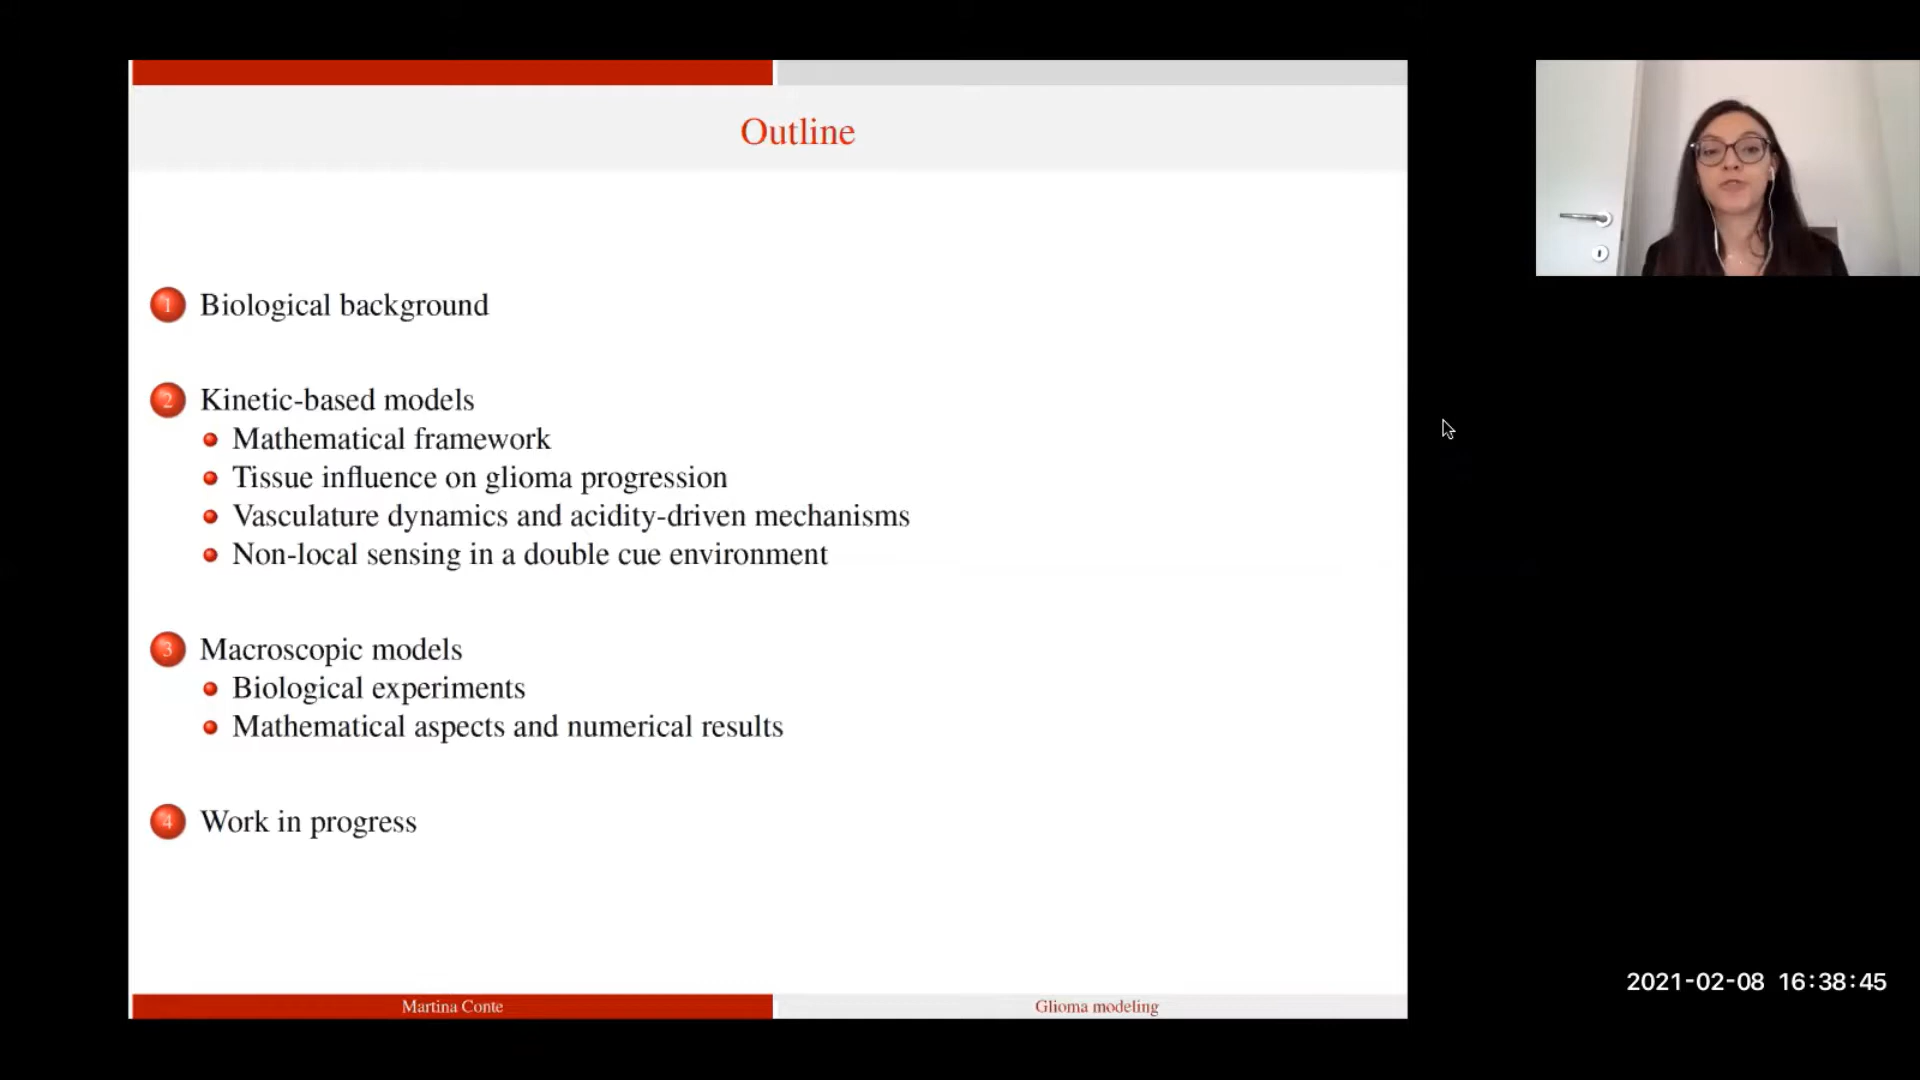 Outline
1 Biological background
2 Kinetic-based models
Mathematical framework
Tissue influence on glioma progression
Vasculature dynamics and acidity-driven mechanisms
Non-local sensing in a double cue environment
3 Macroscopic models
Biological experiments
Mathematical aspects and numerical results
4 Work in progress
Martina Conte
Glioma modeling
2021-02-08 16:38:45